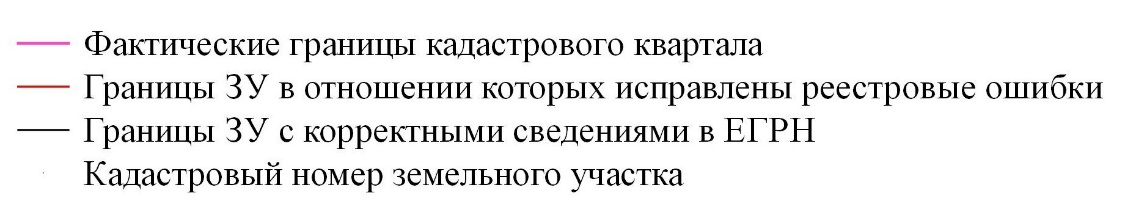 Фактические границы кадастрового квартала
Границы ЗУ в отношении которых исправлены реестровые ошибки
Границы ЗУ с корректными сведениями в ЕГРН
Кадастровый номер земельного участка